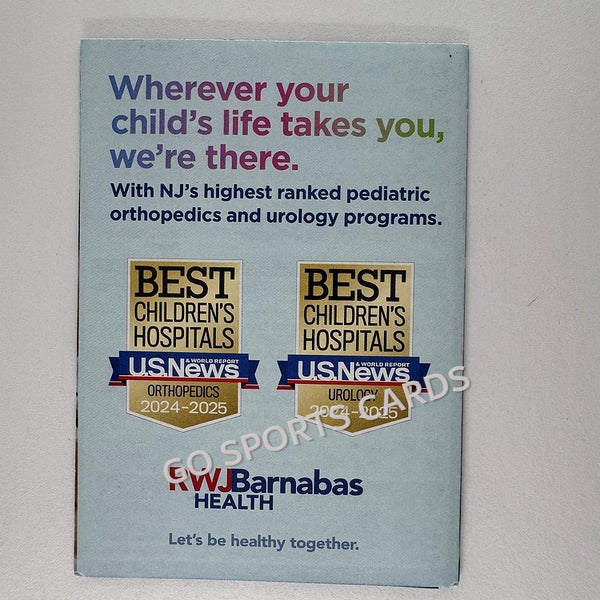 Wherever your
child's life takes you,
we're there.
With NJ's highest ranked pediatric
orthopedics and urology programs.
BEST
CHILDREN'S
HOSPITALS
U.S.News & WORLD REPORT
ORTHOPEDICS
2024-2025
BEST
CHILDREN'S
HOSPITALS
U.S.News & WORLD REPORT
UROLOGY
2024-2025
GO SPORTS CARDS
RWJBarnabas
HEALTH
Let's be healthy together.